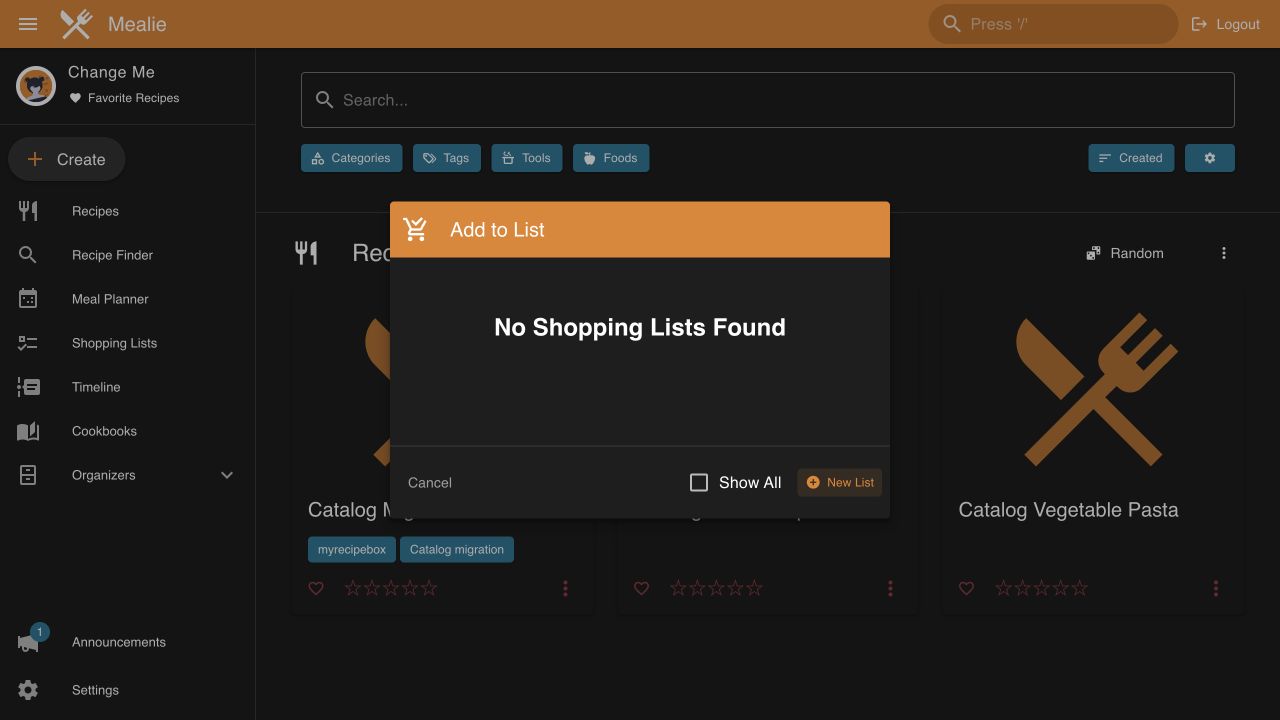 Mealie
Press '/'
Logout
Change Me
Favorite Recipes
Search...
Categories
Tags
Tools
Foods
Created
Create
Recipes
Recipe Finder
Meal Planner
Shopping Lists
Timeline
Cookbooks
Organizers
Announcements
1
Settings
Random
Add to List
No Shopping Lists Found
Cancel
Show All
New List
Catalog
Catalog Vegetable Pasta
myrecipebox
Catalog migration